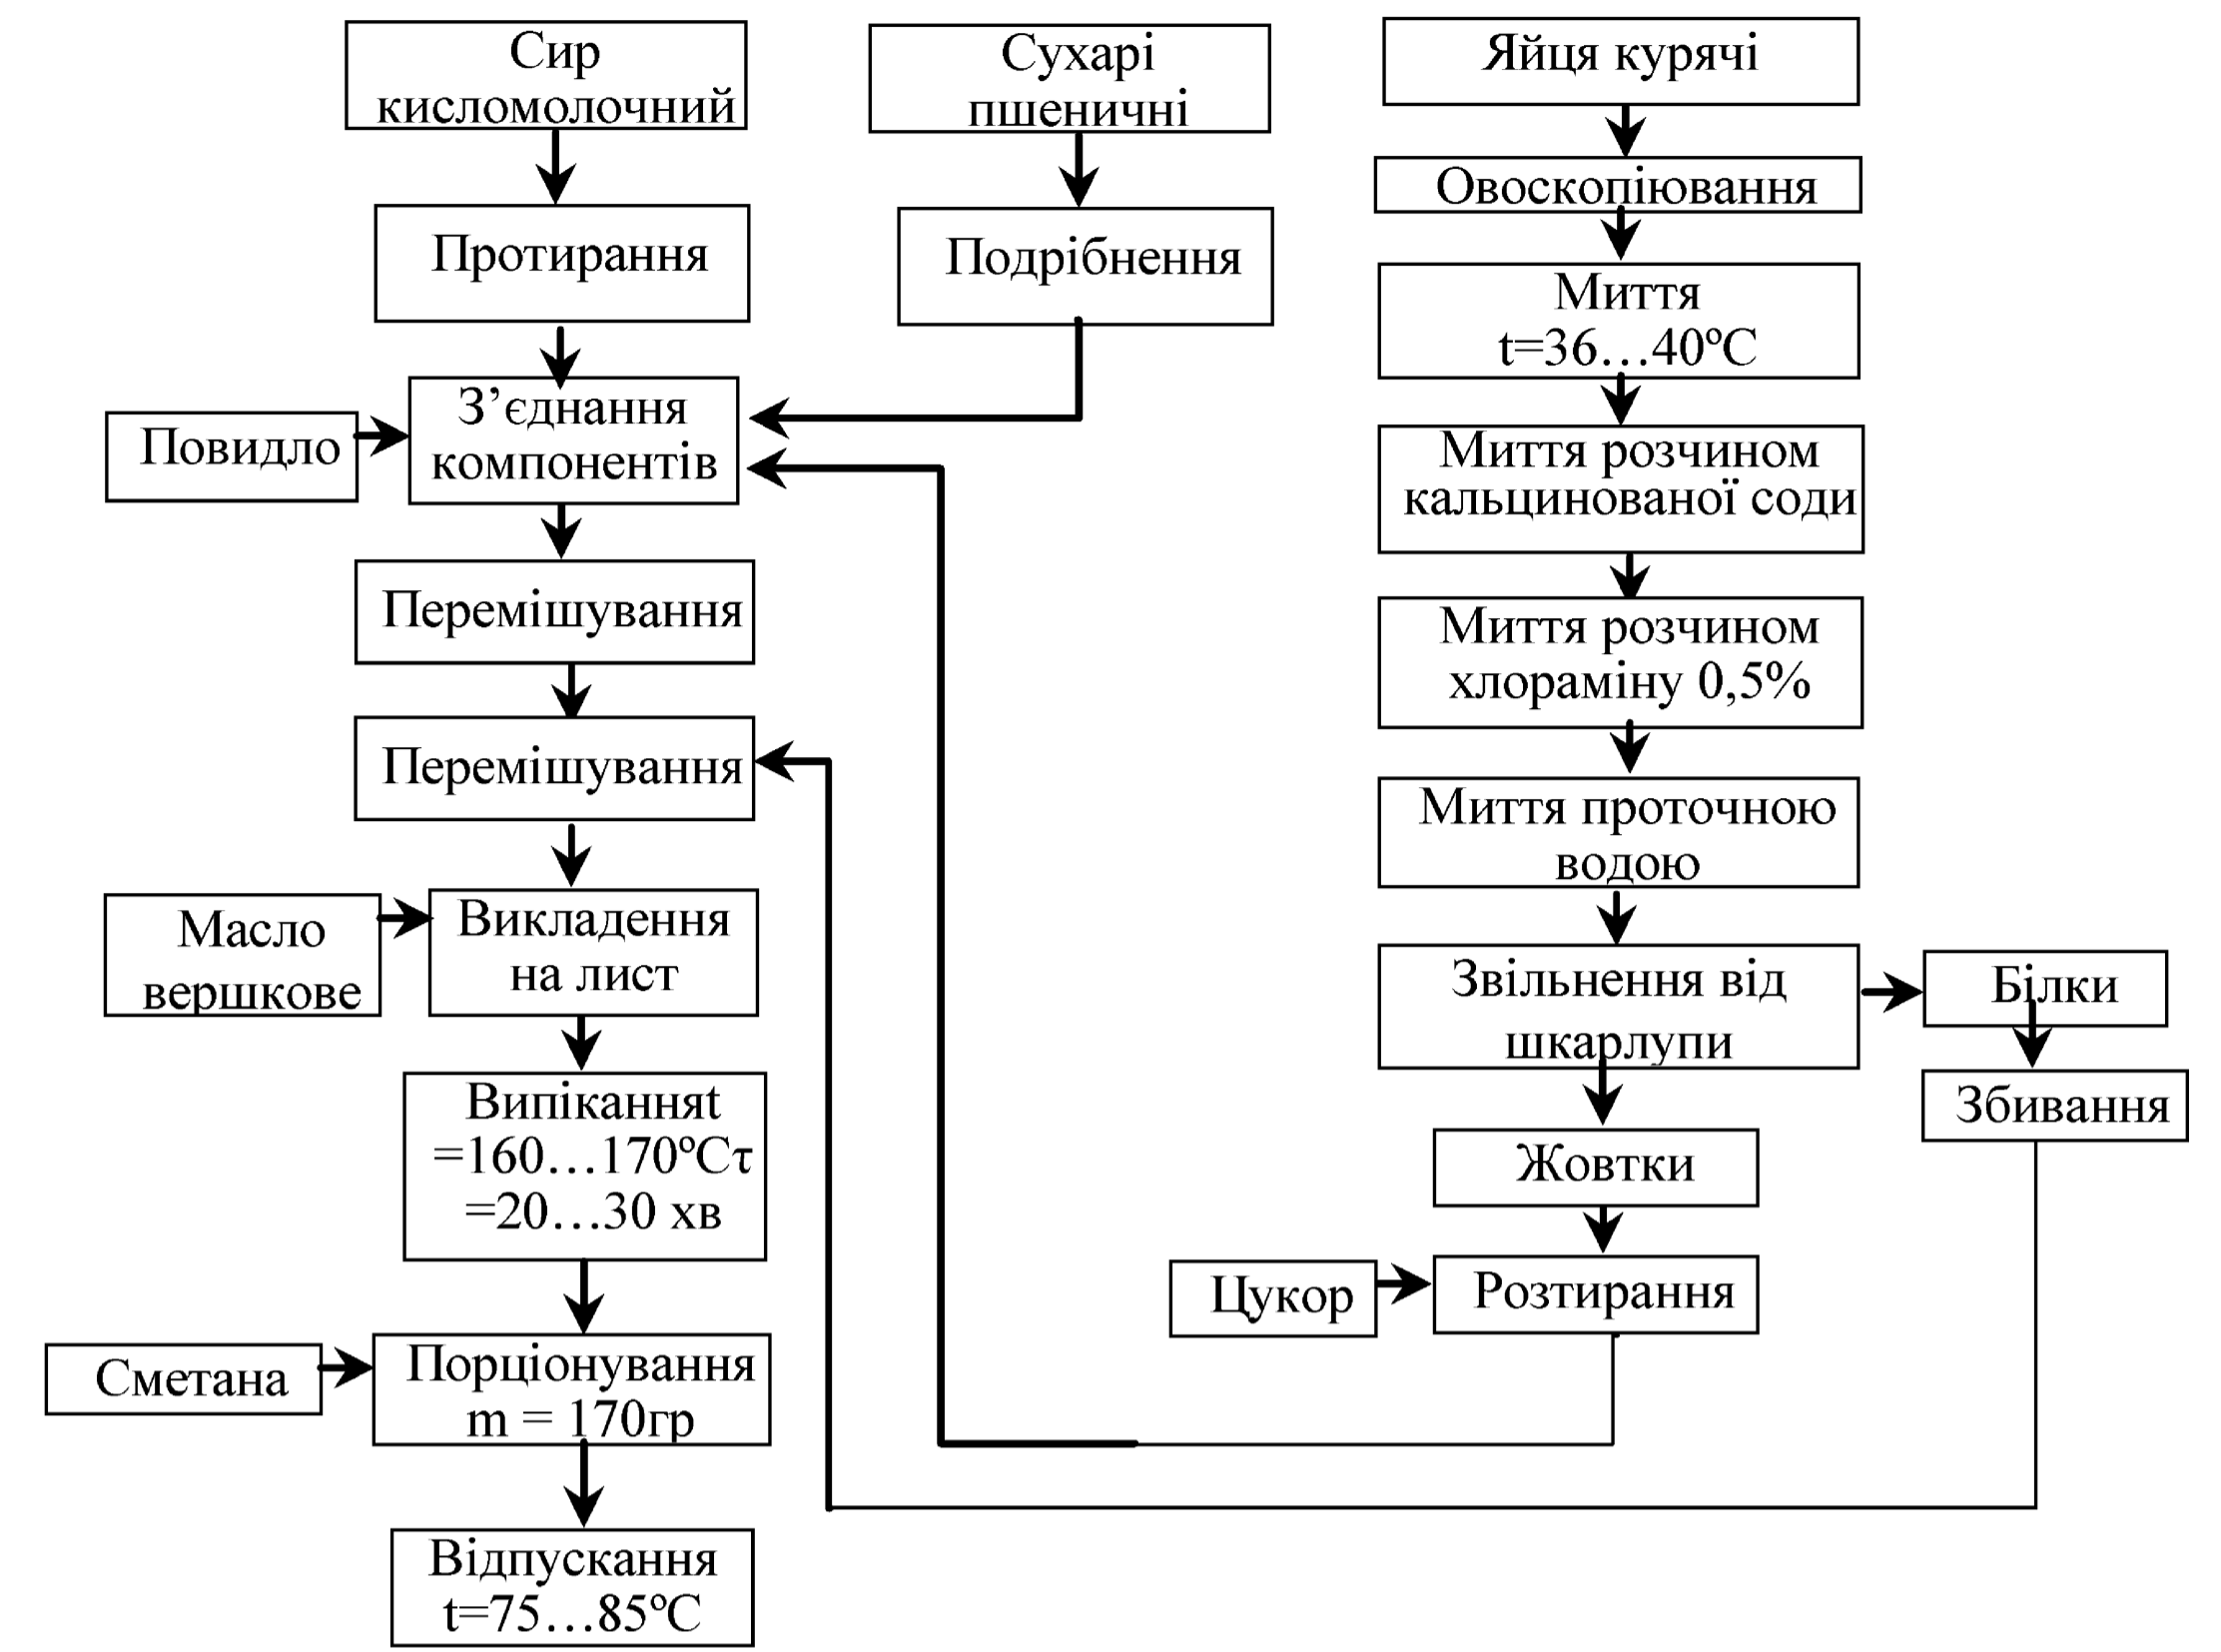 Сир
кисломолочний
Протирання
Повидло
З’єднання
компонентів
Перемішування
Перемішування
Масло
вершкове
Викладення
на лист
Випіканняt
=160…170ºCτ
=20…30 хв
Сметана
Порціонування
m = 170гр
Відпускання
t=75…85ºC
Сухарі
пшеничні
Подрібнення
Яйця курячі
Овоскопіювання
Миття
t=36…40ºC
Миття розчином
кальцинованої соди
Миття розчином
хлораміну 0,5%
Миття проточною
водою
Звільнення від
шкарлупи
Білки
Збивання
Жовтки
Цукор
Розтирання